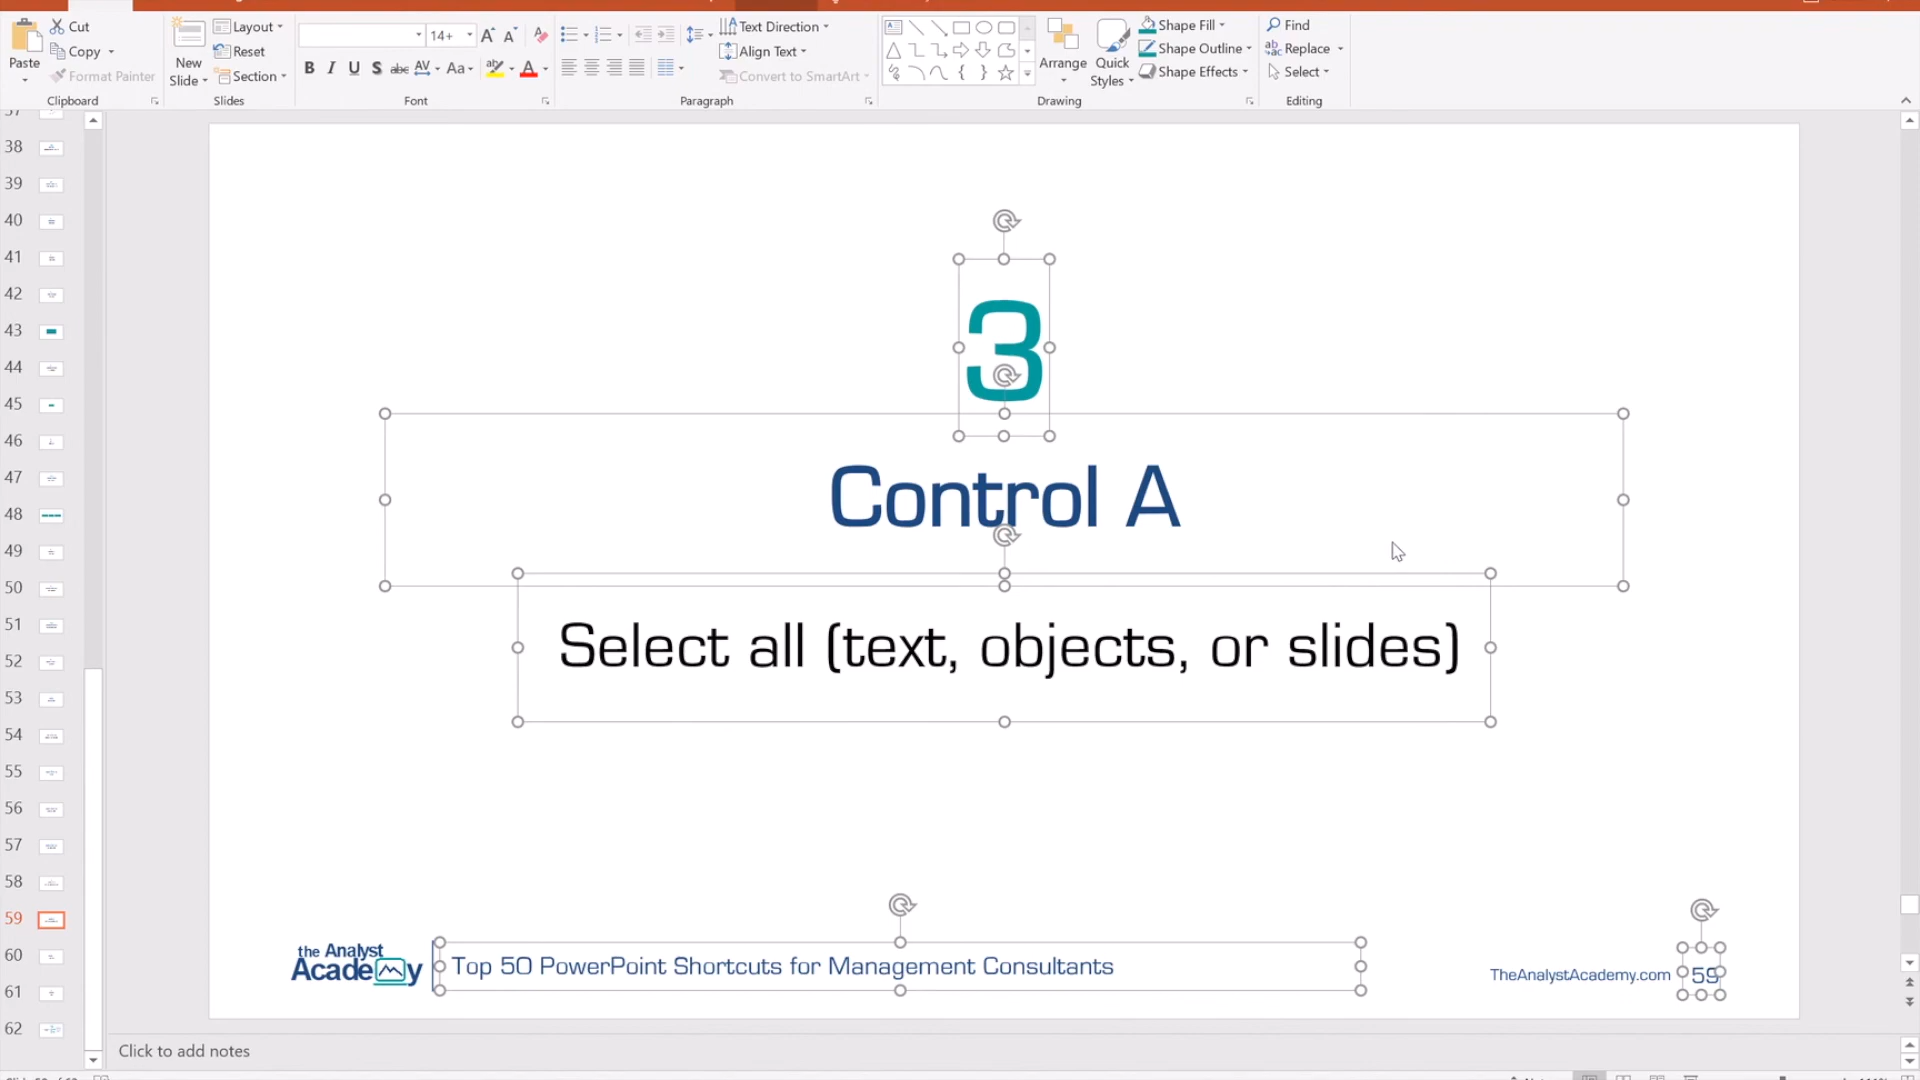 Cut
Copy
Format Painter
Paste
Clipboard
New
Slide
Layout
Reset
Section
Slides
14+
B I U S abc AV Aa A
Font
Text Direction
Align Text
Convert to SmartArt
Paragraph
Arrange
Quick
Styles
Shape Fill
Shape Outline
Shape Effects
Drawing
Find
Replace
Select
Editing
37
38
39
40
41
42
43
44
45
46
47
48
49
50
51
52
53
54
55
56
57
58
59
60
61
62
3
Control A
Select all (text, objects, or slides)
the Analyst
Academy
Top 50 PowerPoint Shortcuts for Management Consultants
TheAnalystAcademy.com
59
Click to add notes